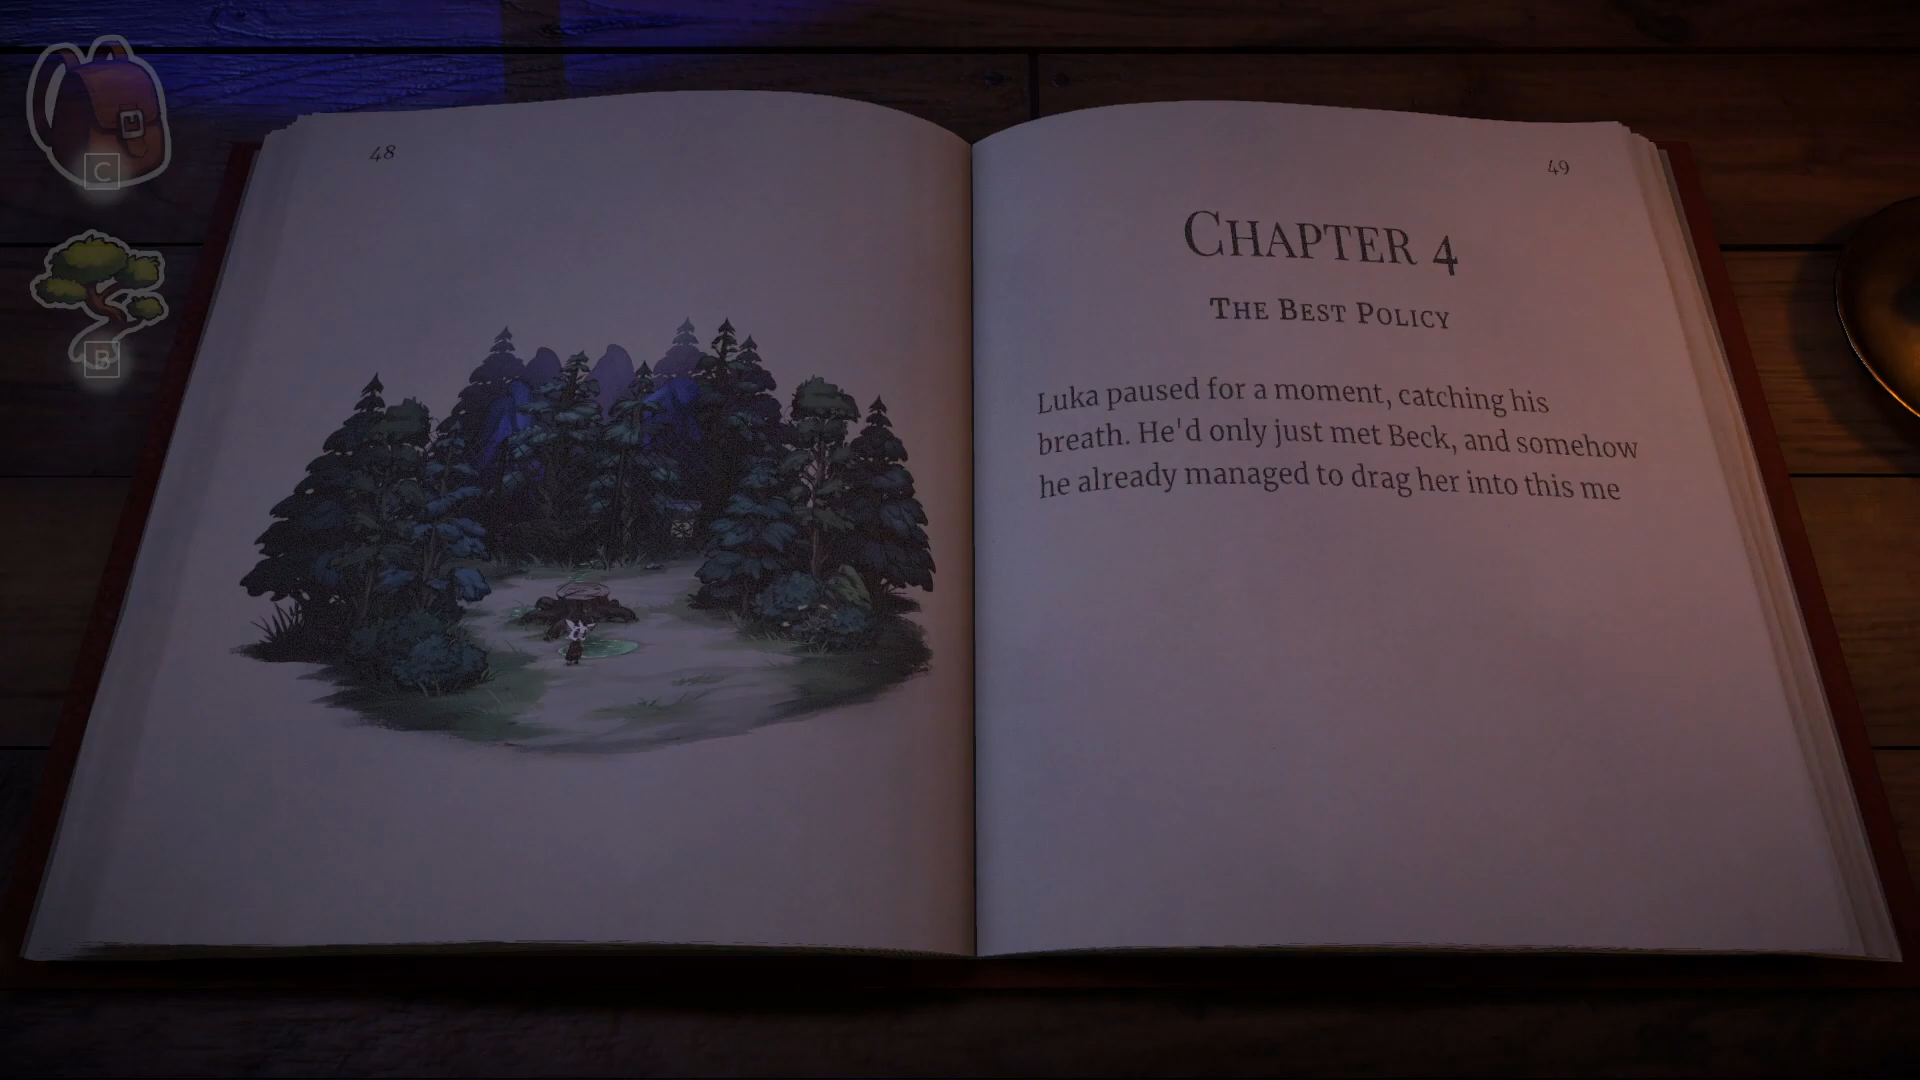 C
B
48
49
CHAPTER 4
THE BEST POLICY
Luka paused for a moment, catching his
breath. He'd only just met Beck, and somehow
he already managed to drag her into this me